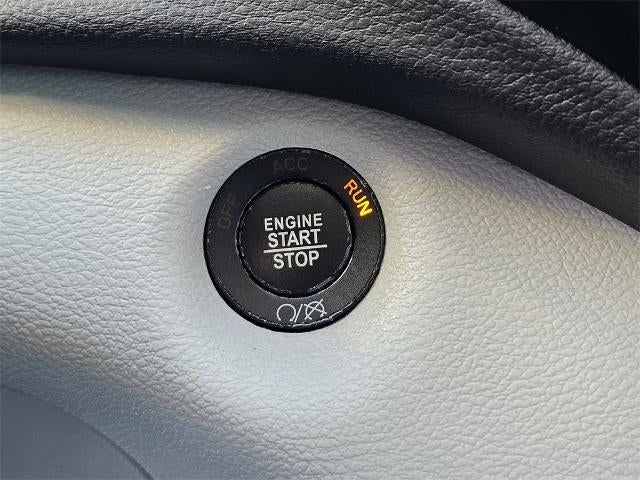 OFF
ACC
RUN
ENGINE
START
STOP